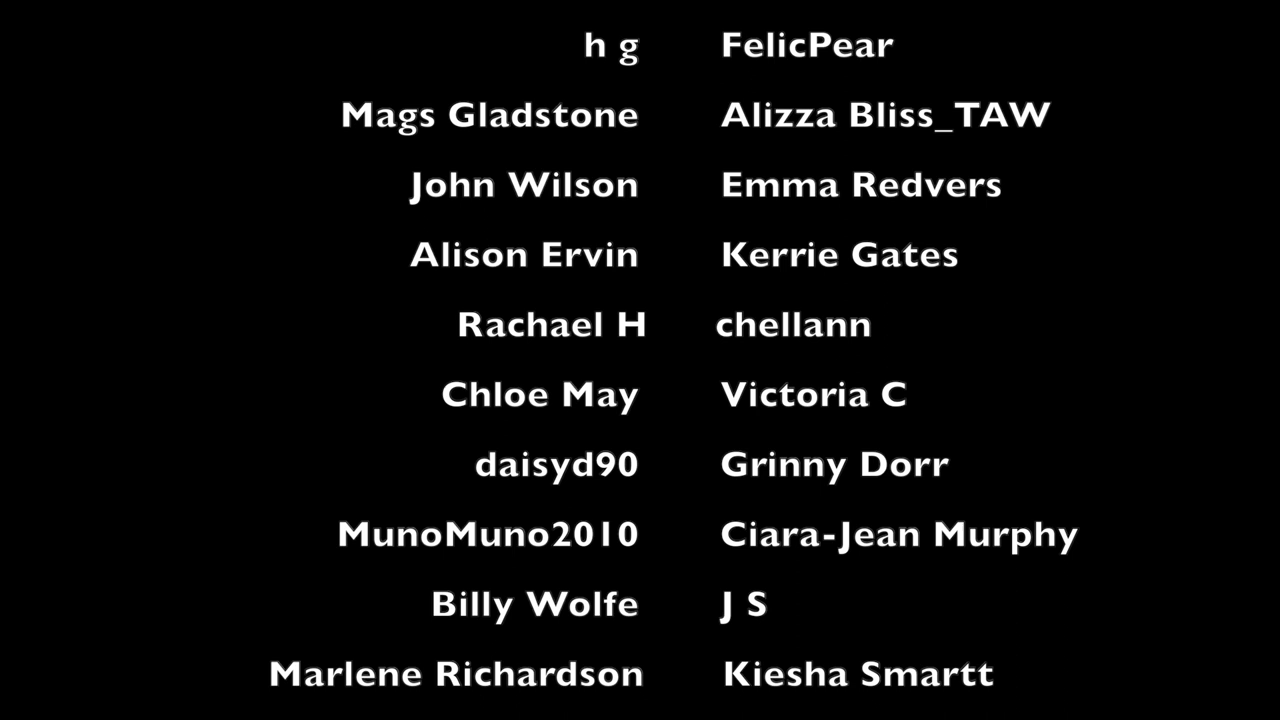 h g FelicPear
Mags Gladstone Alizza Bliss_TAW
John Wilson Emma Redvers
Alison Ervin Kerrie Gates
Rachael H chellann
Chloe May Victoria C
daisyd90 Grinny Dorr
MunoMuno2010 Ciara-Jean Murphy
Billy Wolfe J S
Marlene Richardson Kiesha Smartt